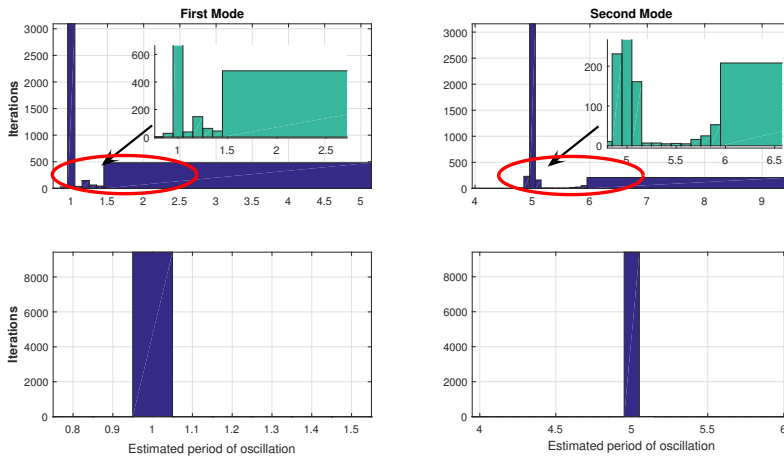 First Mode
Second Mode
Iterations
3000
2500
2000
1500
1000
500
0
1 1.5 2 2.5 3 3.5 4 4.5 5
600
400
200
0
1 1.5 2 2.5
3000
2500
2000
1500
1000
500
0
4 5 6 7 8 9
200
100
0
5 5.5 6 6.5
Iterations
8000
6000
4000
2000
0
0.8 0.9 1 1.1 1.2 1.3 1.4 1.5
Estimated period of oscillation
8000
6000
4000
2000
0
4 4.5 5 5.5 6
Estimated period of oscillation